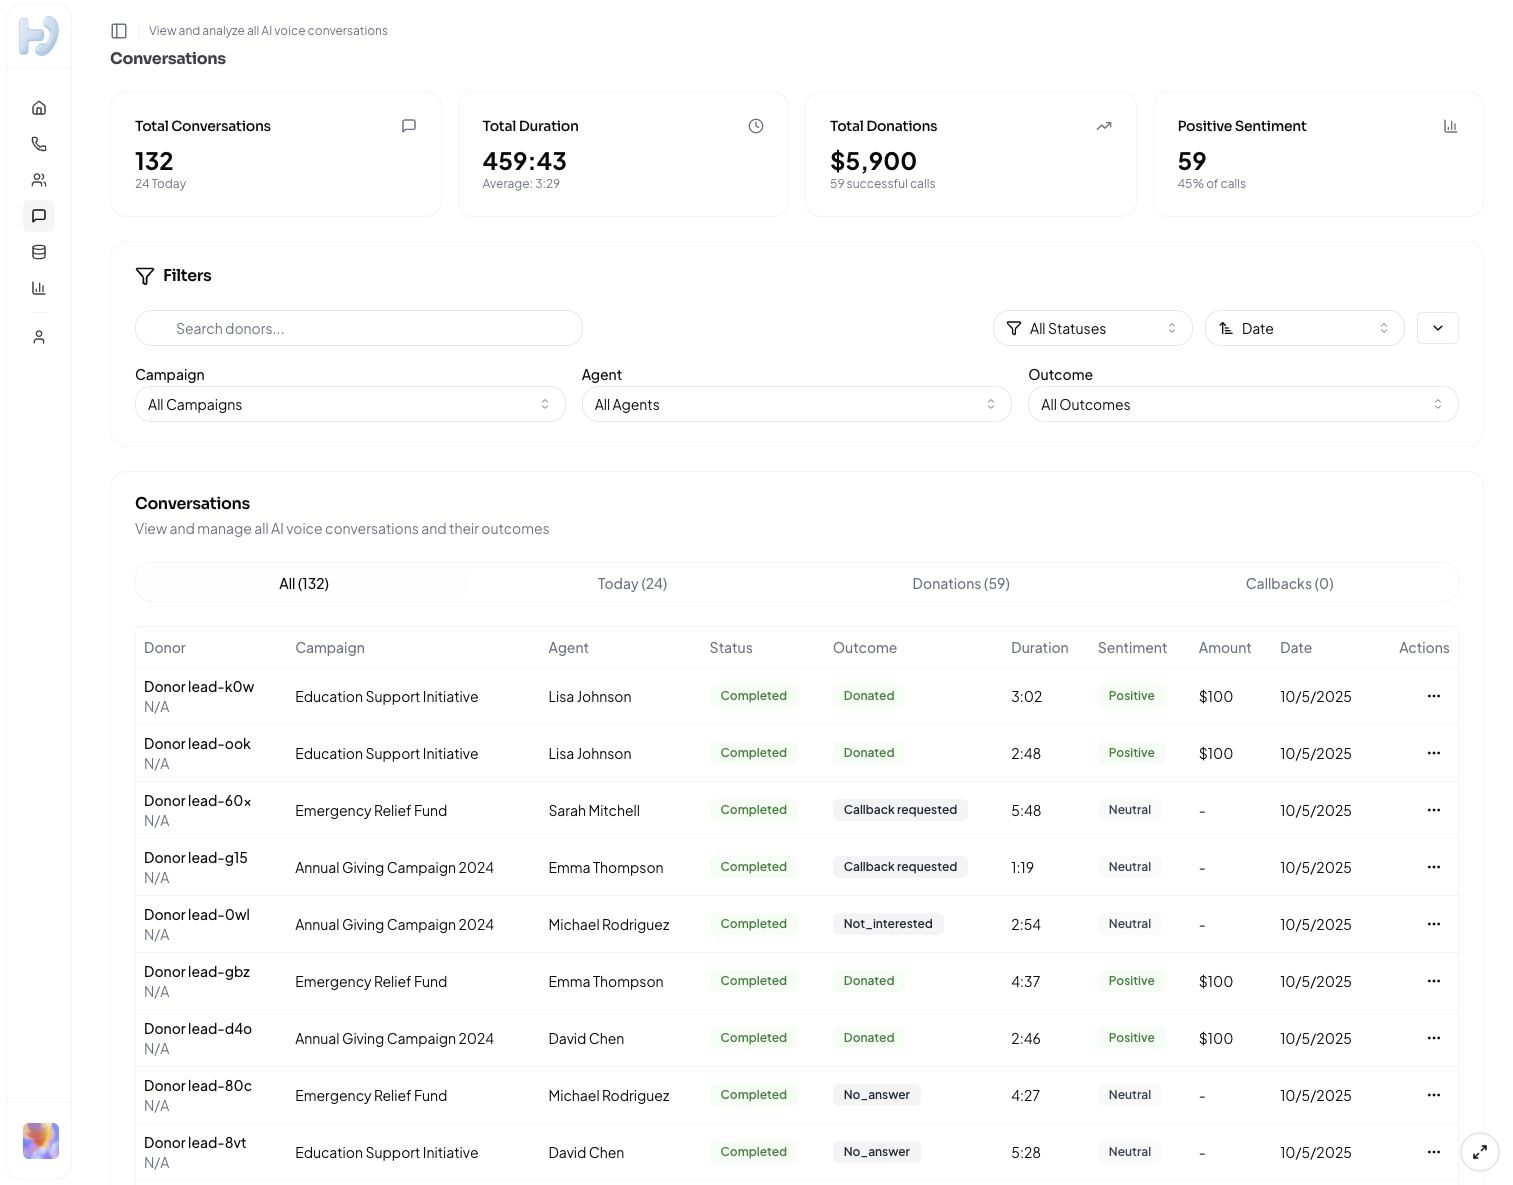 View and analyze all AI voice conversations
Conversations
Total Conversations
132
24 Today
Total Duration
459:43
Average: 3:29
Total Donations
$5,900
59 successful calls
Positive Sentiment
59
45% of calls
Filters
Search donors...
All Statuses
Date
Campaign
Agent
Outcome
All Campaigns
All Agents
All Outcomes
Conversations
View and manage all AI voice conversations and their outcomes
All (132) Today (24) Donations (59) Callbacks (0)
Donor Campaign Agent Status Outcome Duration Sentiment Amount Date Actions
Donor lead-k0w
N/A
Education Support Initiative Lisa Johnson Completed Donated 3:02 Positive $100 10/5/2025
Donor lead-ook
N/A
Education Support Initiative Lisa Johnson Completed Donated 2:48 Positive $100 10/5/2025
Donor lead-60x
N/A
Emergency Relief Fund Sarah Mitchell Completed Callback requested 5:48 Neutral - 10/5/2025
Donor lead-g15
N/A
Annual Giving Campaign 2024 Emma Thompson Completed Callback requested 1:19 Neutral - 10/5/2025
Donor lead-0wl
N/A
Annual Giving Campaign 2024 Michael Rodriguez Completed Not_interested 2:54 Neutral - 10/5/2025
Donor lead-gbz
N/A
Emergency Relief Fund Emma Thompson Completed Donated 4:37 Positive $100 10/5/2025
Donor lead-d4o
N/A
Annual Giving Campaign 2024 David Chen Completed Donated 2:46 Positive $100 10/5/2025
Donor lead-80c
N/A
Emergency Relief Fund Michael Rodriguez Completed No_answer 4:27 Neutral - 10/5/2025
Donor lead-8vt
N/A
Education Support Initiative David Chen Completed No_answer 5:28 Neutral - 10/5/2025